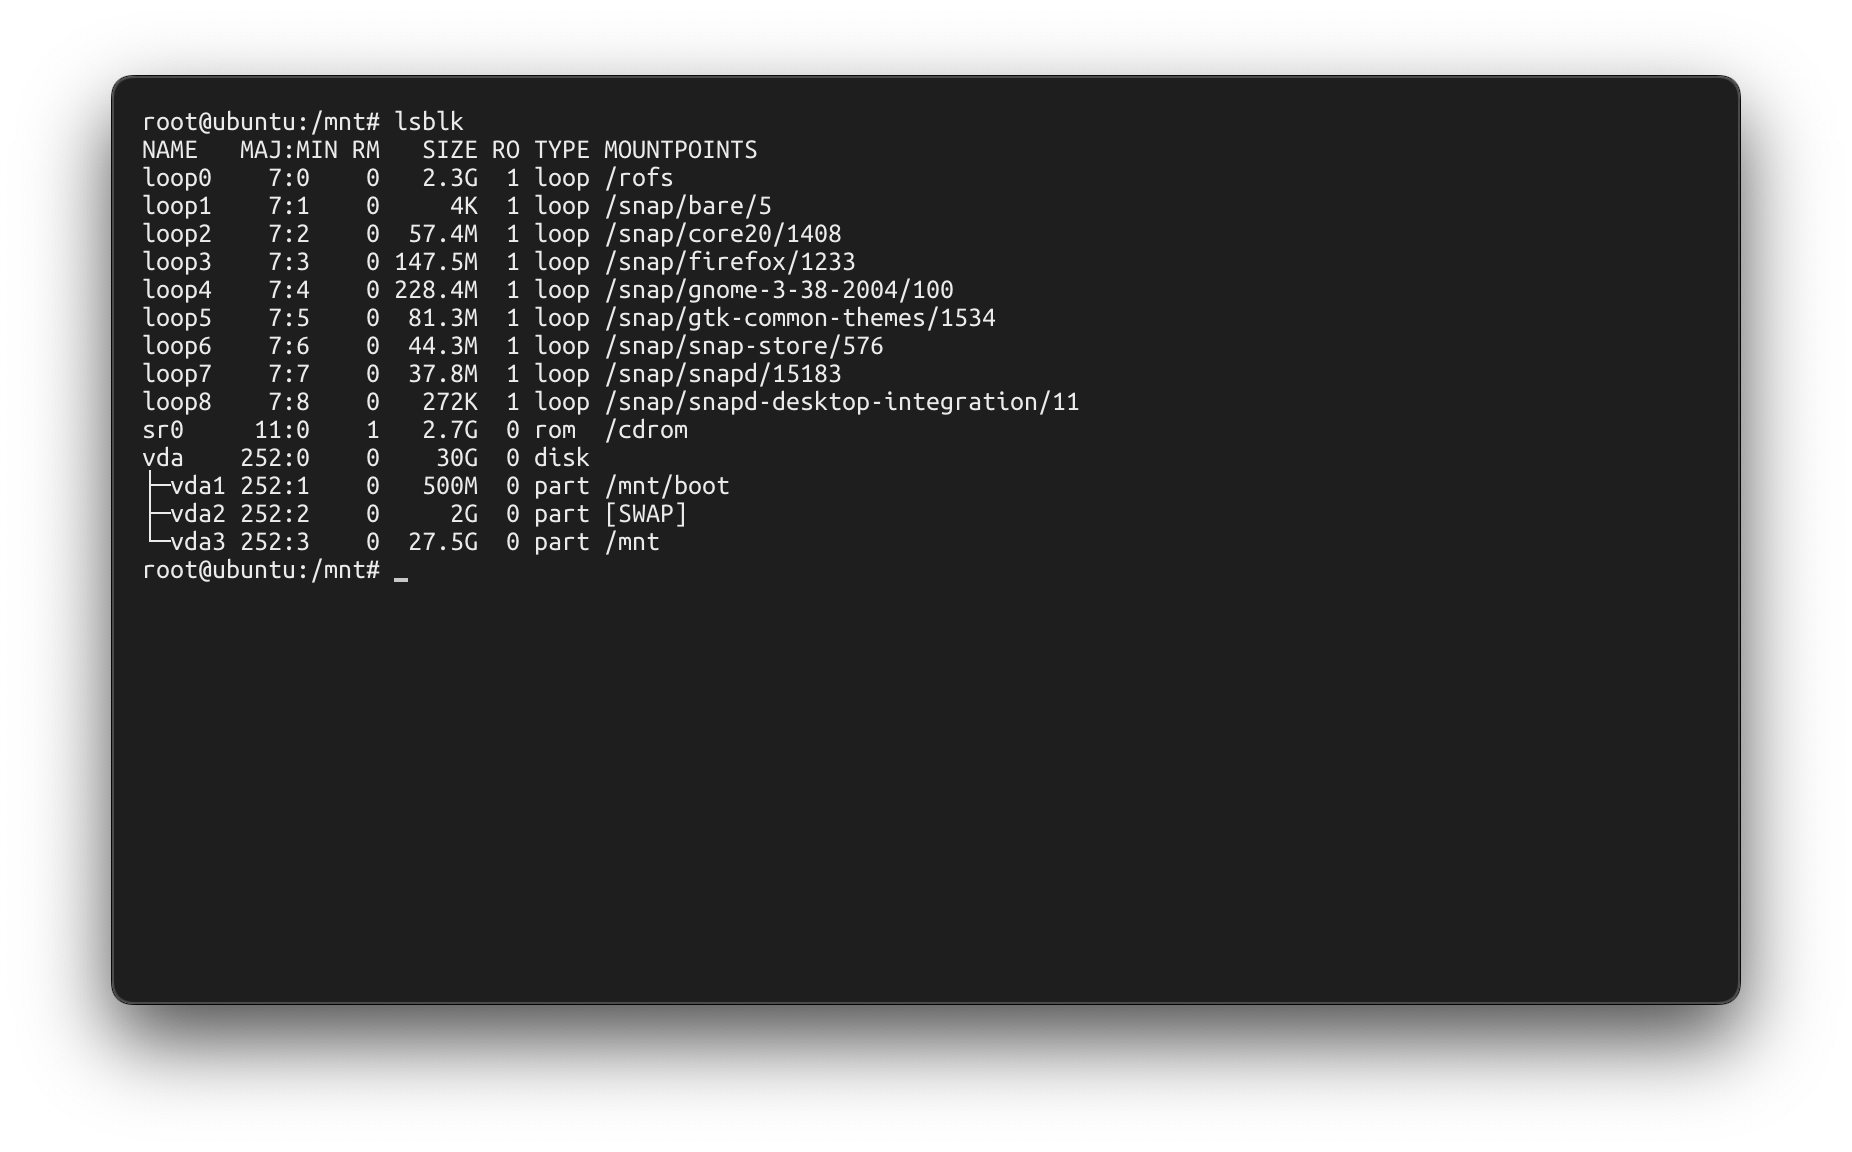 root@ubuntu:/mnt# lsblk
NAME   MAJ:MIN RM   SIZE RO TYPE MOUNTPOINTS
loop0    7:0    0   2.3G  1 loop /rofs
loop1    7:1    0     4K  1 loop /snap/bare/5
loop2    7:2    0  57.4M  1 loop /snap/core20/1408
loop3    7:3    0 147.5M  1 loop /snap/firefox/1233
loop4    7:4    0 228.4M  1 loop /snap/gnome-3-38-2004/100
loop5    7:5    0  81.3M  1 loop /snap/gtk-common-themes/1534
loop6    7:6    0  44.3M  1 loop /snap/snap-store/576
loop7    7:7    0  37.8M  1 loop /snap/snapd/15183
loop8    7:8    0   272K  1 loop /snap/snapd-desktop-integration/11
sr0     11:0    1   2.7G  0 rom  /cdrom
vda    252:0    0    30G  0 disk
├─vda1 252:1    0   500M  0 part /mnt/boot
├─vda2 252:2    0     2G  0 part [SWAP]
└─vda3 252:3    0  27.5G  0 part /mnt
root@ubuntu:/mnt# _